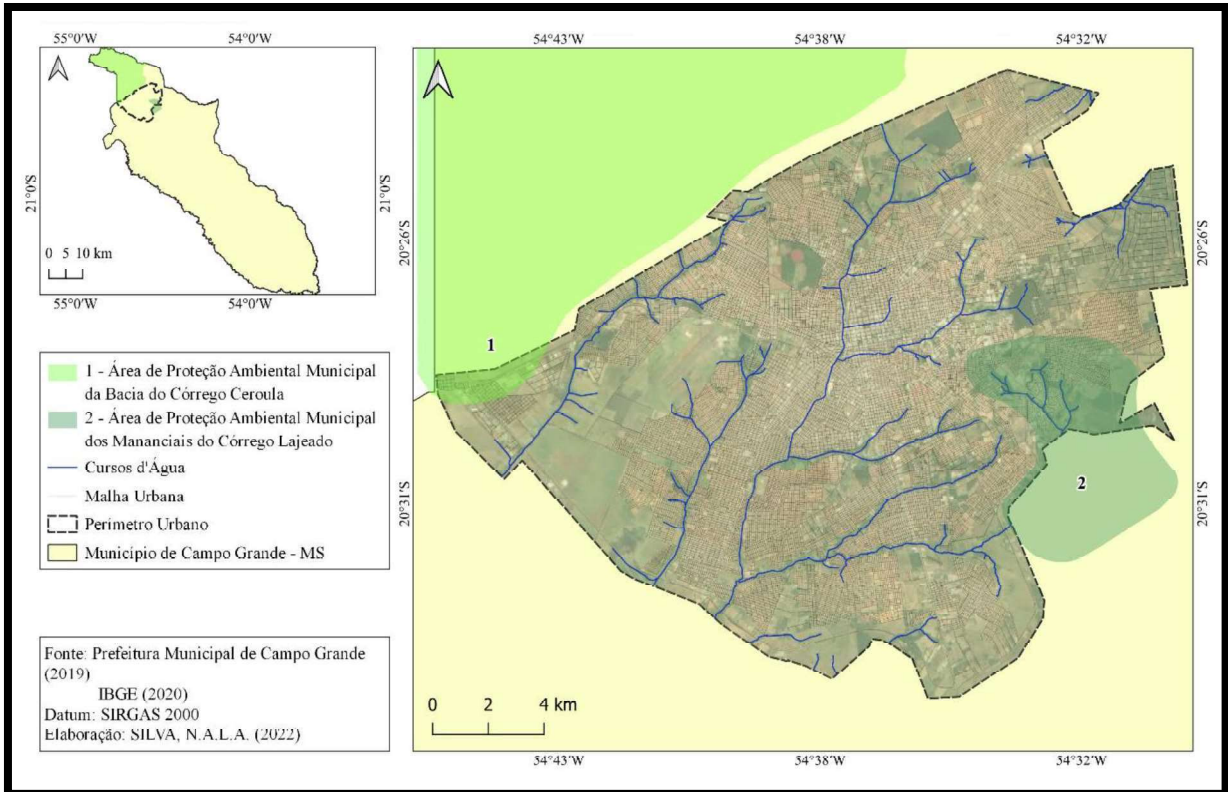 55°0'W 54°0'W
21°0'S
21°0'S
0 5 10 km
55°0'W 54°0'W
1 - Área de Proteção Ambiental Municipal
da Bacia do Córrego Ceroula
2 - Área de Proteção Ambiental Municipal
dos Mananciais do Córrego Lajeado
Cursos d'Água
Malha Urbana
Perímetro Urbano
Município de Campo Grande - MS
Fonte: Prefeitura Municipal de Campo Grande
(2019)
IBGE (2020)
Datum: SIRGAS 2000
Elaboração: SILVA, N.A.L.A. (2022)
54°43'W 54°38'W 54°32'W
20°26'S
20°26'S
1
2
20°31'S
20°31'S
0 2 4 km
54°43'W 54°38'W 54°32'W